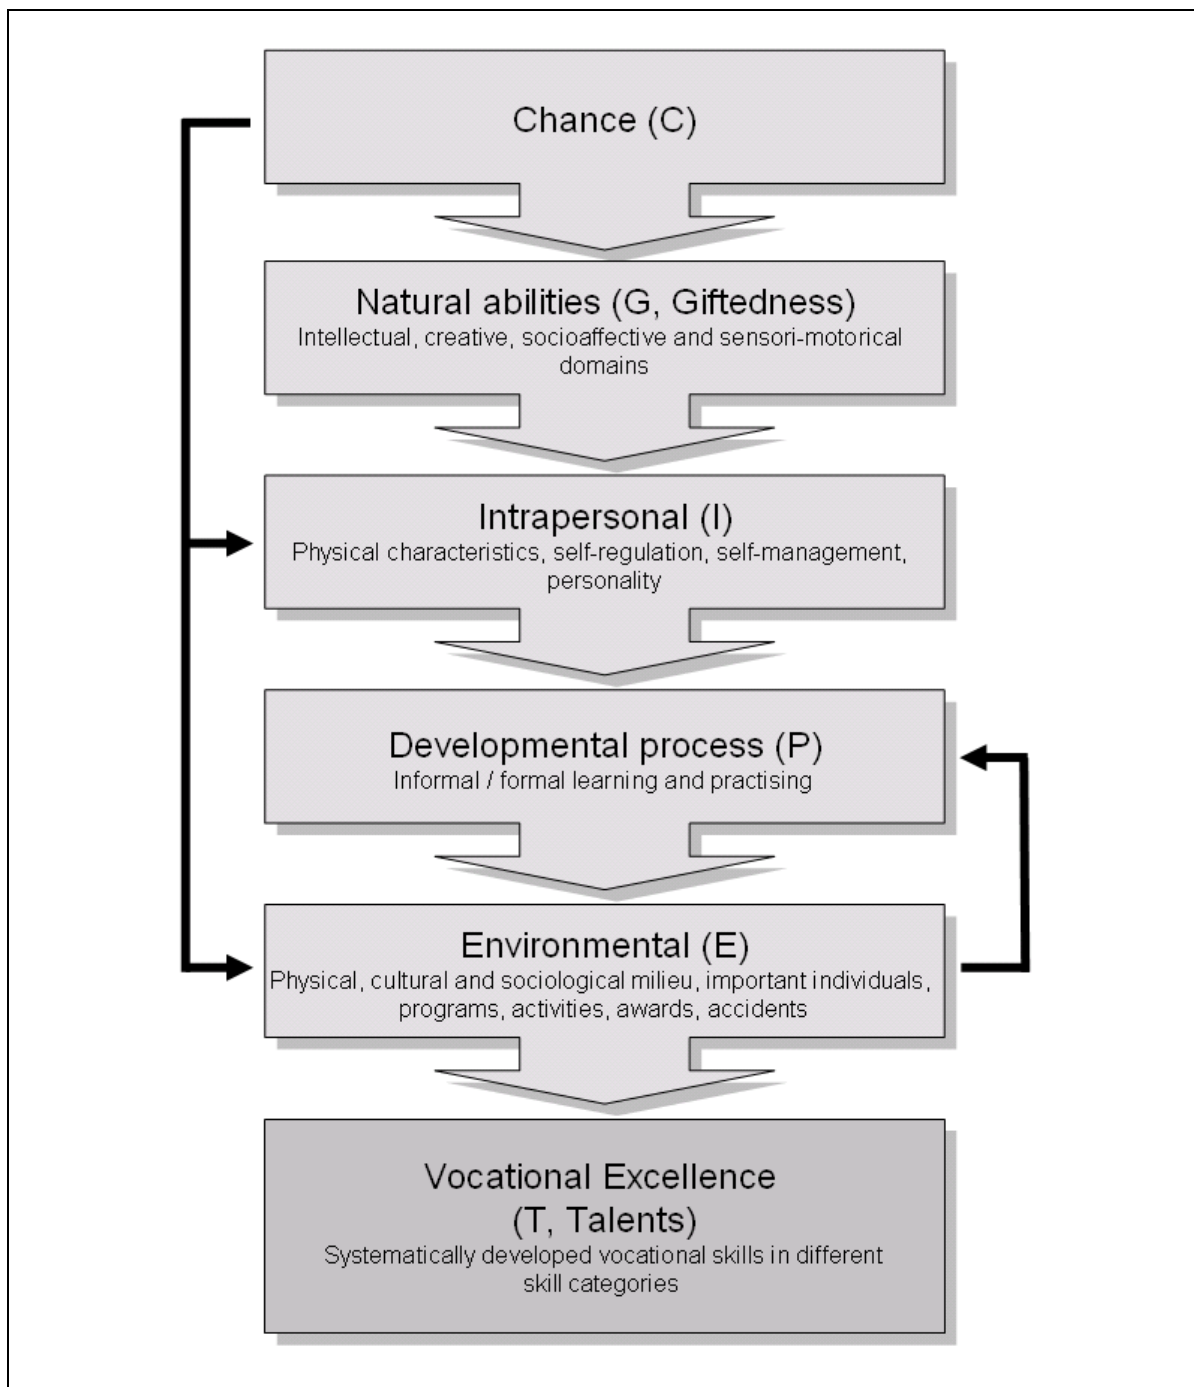 Chance (C)
Natural abilities (G, Giftedness)
Intellectual, creative, socioaffective and sensori-motorical
domains
Intrapersonal (I)
Physical characteristics, self-regulation, self-management,
personality
Developmental process (P)
Informal / formal learning and practising
Environmental (E)
Physical, cultural and sociological milieu, important individuals,
programs, activities, awards, accidents
Vocational Excellence
(T, Talents)
Systematically developed vocational skills in different
skill categories